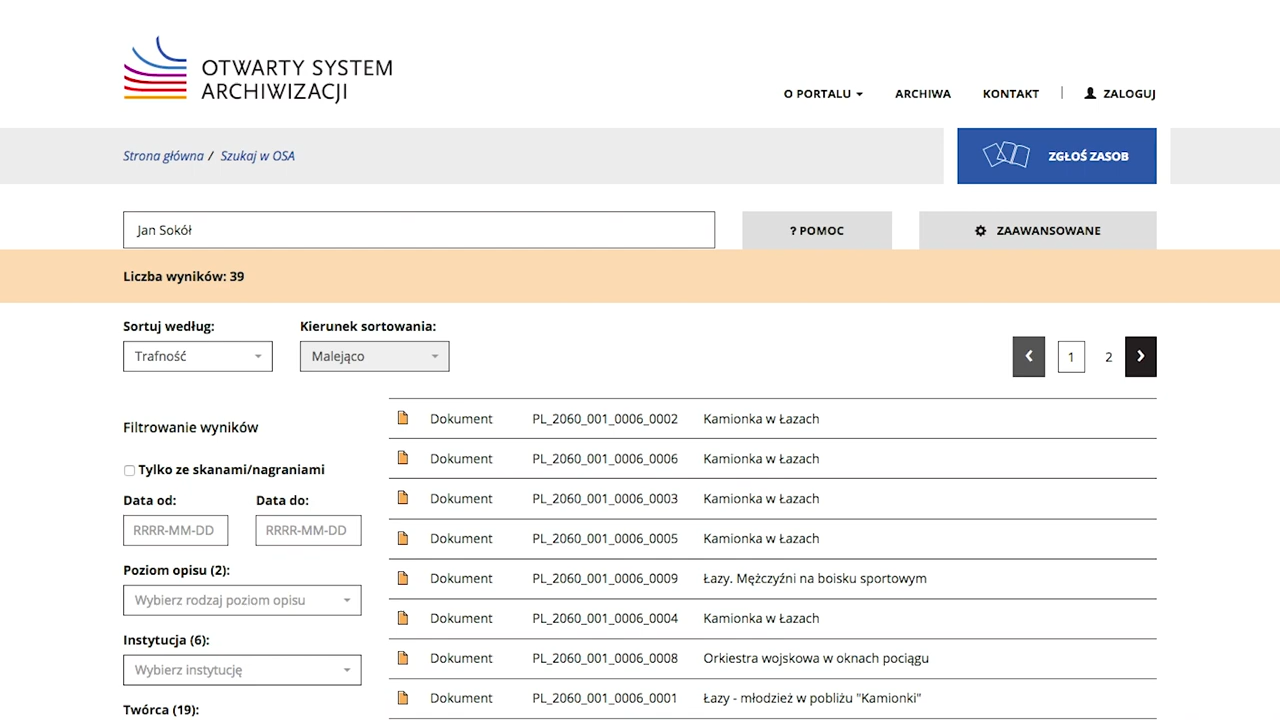 OTWARTY SYSTEM
ARCHIWIZACJI
O PORTALU
ARCHIWA
KONTAKT
ZALOGUJ
Strona główna / Szukaj w OSA
ZGŁOŚ ZASOB
Jan Sokół
? POMOC
ZAAWANSOWANE
Liczba wyników: 39
Sortuj według:
Kierunek sortowania:
Trafność
Malejąco
1
2
Filtrowanie wyników
Tylko ze skanami/nagraniami
Data od:
Data do:
RRRR-MM-DD
RRRR-MM-DD
Poziom opisu (2):
Wybierz rodzaj poziom opisu
Instytucja (6):
Wybierz instytucję
Twórca (19):
Dokument PL_2060_001_0006_0002 Kamionka w Łazach
Dokument PL_2060_001_0006_0006 Kamionka w Łazach
Dokument PL_2060_001_0006_0003 Kamionka w Łazach
Dokument PL_2060_001_0006_0005 Kamionka w Łazach
Dokument PL_2060_001_0006_0009 Łazy. Mężczyźni na boisku sportowym
Dokument PL_2060_001_0006_0004 Kamionka w Łazach
Dokument PL_2060_001_0006_0008 Orkiestra wojskowa w oknach pociągu
Dokument PL_2060_001_0006_0001 Łazy - młodzież w pobliżu "Kamionki"